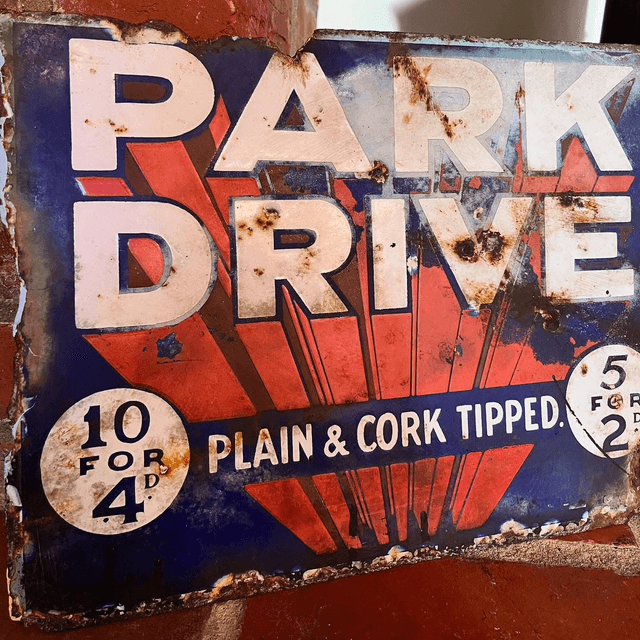 PARK
DRIVE
PLAIN & CORK TIPPED.
10
FOR
4D.
5
FOR
2D